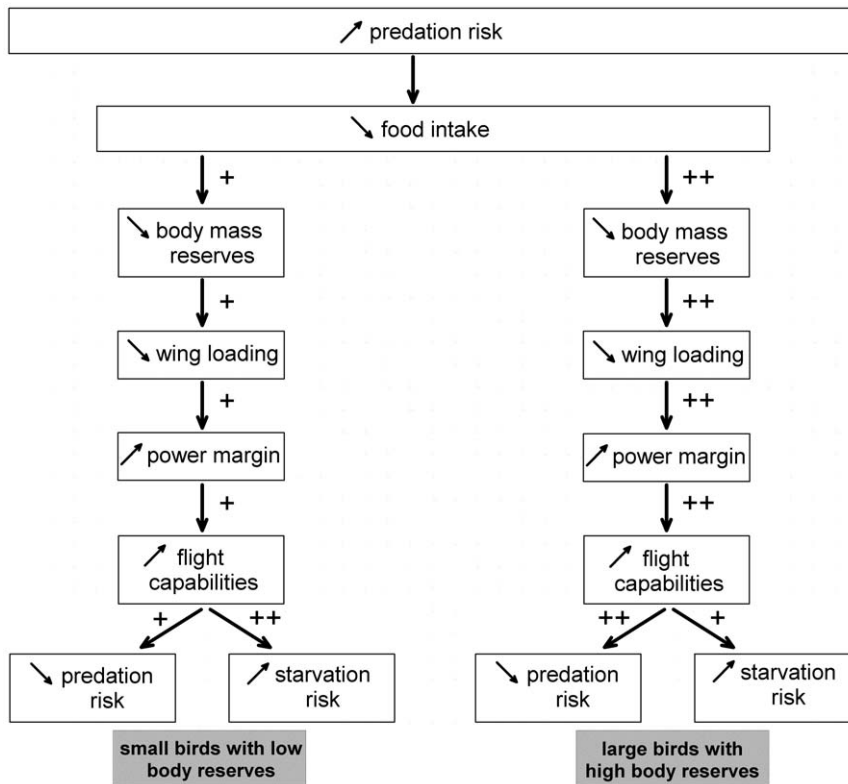 predation risk
food intake
+
++
body mass
reserves
body mass
reserves
+
++
wing loading
wing loading
+
++
power margin
power margin
+
++
flight
capabilities
flight
capabilities
+
++
++
+
predation
risk
starvation
risk
predation
risk
starvation
risk
small birds with low
body reserves
large birds with
high body reserves